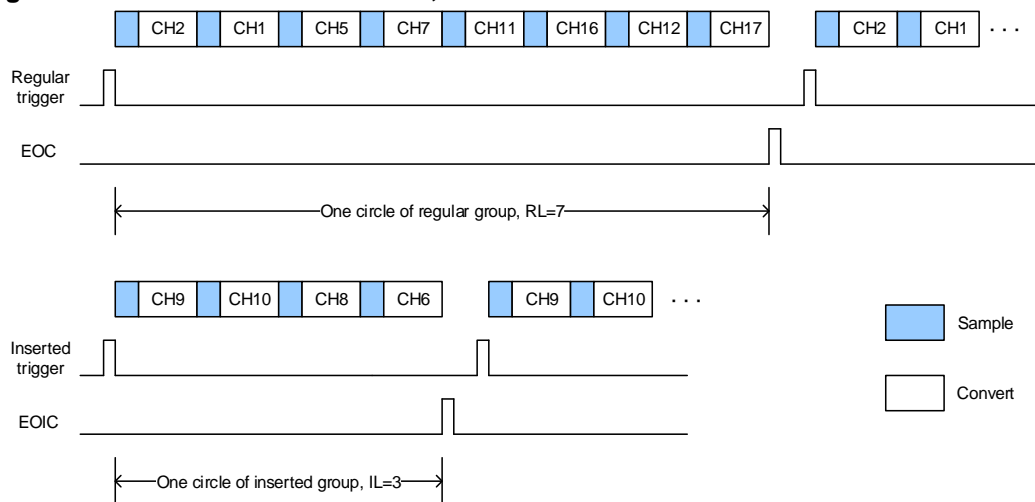 CH2 CH1 CH5 CH7 CH11 CH16 CH12 CH17 CH2 CH1 . . .
Regular
trigger
EOC
One circle of regular group, RL=7
CH9 CH10 CH8 CH6 CH9 CH10 . . .
Sample
Inserted
trigger
Convert
EOIC
One circle of inserted group, IL=3